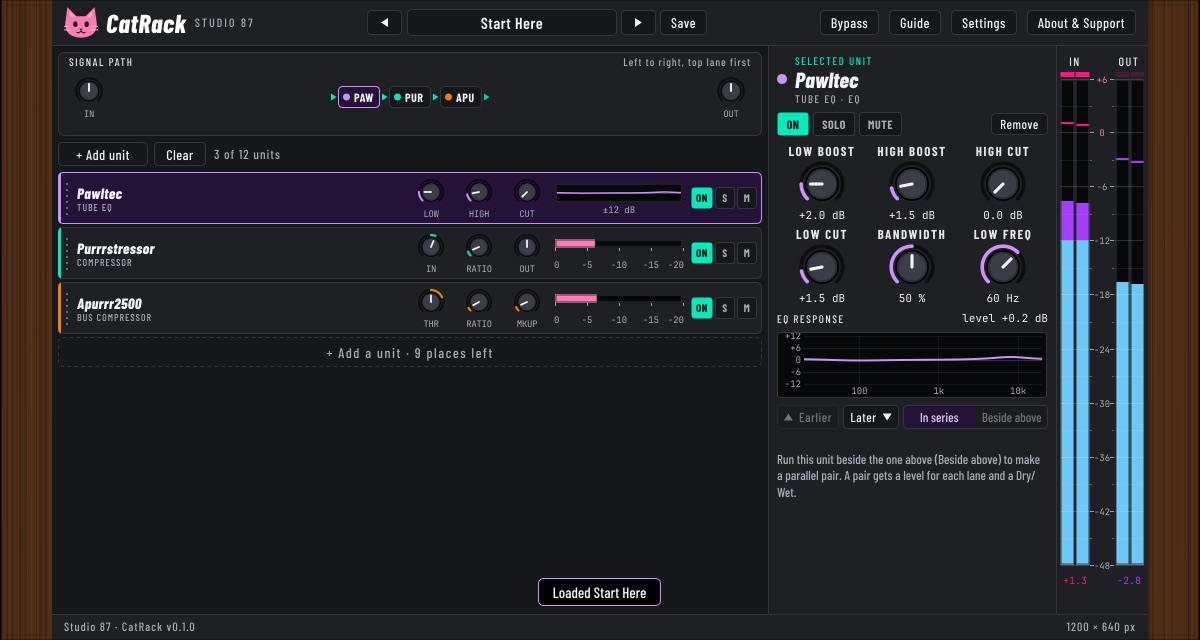 CatRack STUDIO 87
Start Here
Save
Bypass
Guide
Settings
About & Support
SIGNAL PATH
Left to right, top lane first
IN
PAW
PUR
APU
OUT
+ Add unit
Clear
3 of 12 units
Pawltec
TUBE EQ
LOW
HIGH
CUT
±12 dB
ON
S
M
Purrrstressor
COMPRESSOR
IN
RATIO
OUT
0 -5 -10 -15 -20
ON
S
M
Apurrr2500
BUS COMPRESSOR
THR
RATIO
MKUP
0 -5 -10 -15 -20
ON
S
M
+ Add a unit · 9 places left
Loaded Start Here
SELECTED UNIT
Pawltec
TUBE EQ · EQ
ON
SOLO
MUTE
Remove
LOW BOOST
HIGH BOOST
HIGH CUT
+2.0 dB
+1.5 dB
0.0 dB
LOW CUT
BANDWIDTH
LOW FREQ
+1.5 dB
50 %
60 Hz
EQ RESPONSE
level +0.2 dB
+12
+6
0
-6
-12
100
1k
10k
Earlier
Later
In series
Beside above
Run this unit beside the one above (Beside above) to make
a parallel pair. A pair gets a level for each lane and a Dry/
Wet.
IN
OUT
+6
0
-6
-12
-18
-24
-30
-36
-42
-48
+1.3
-2.8
Studio 87 · CatRack v0.1.0
1200 × 640 px